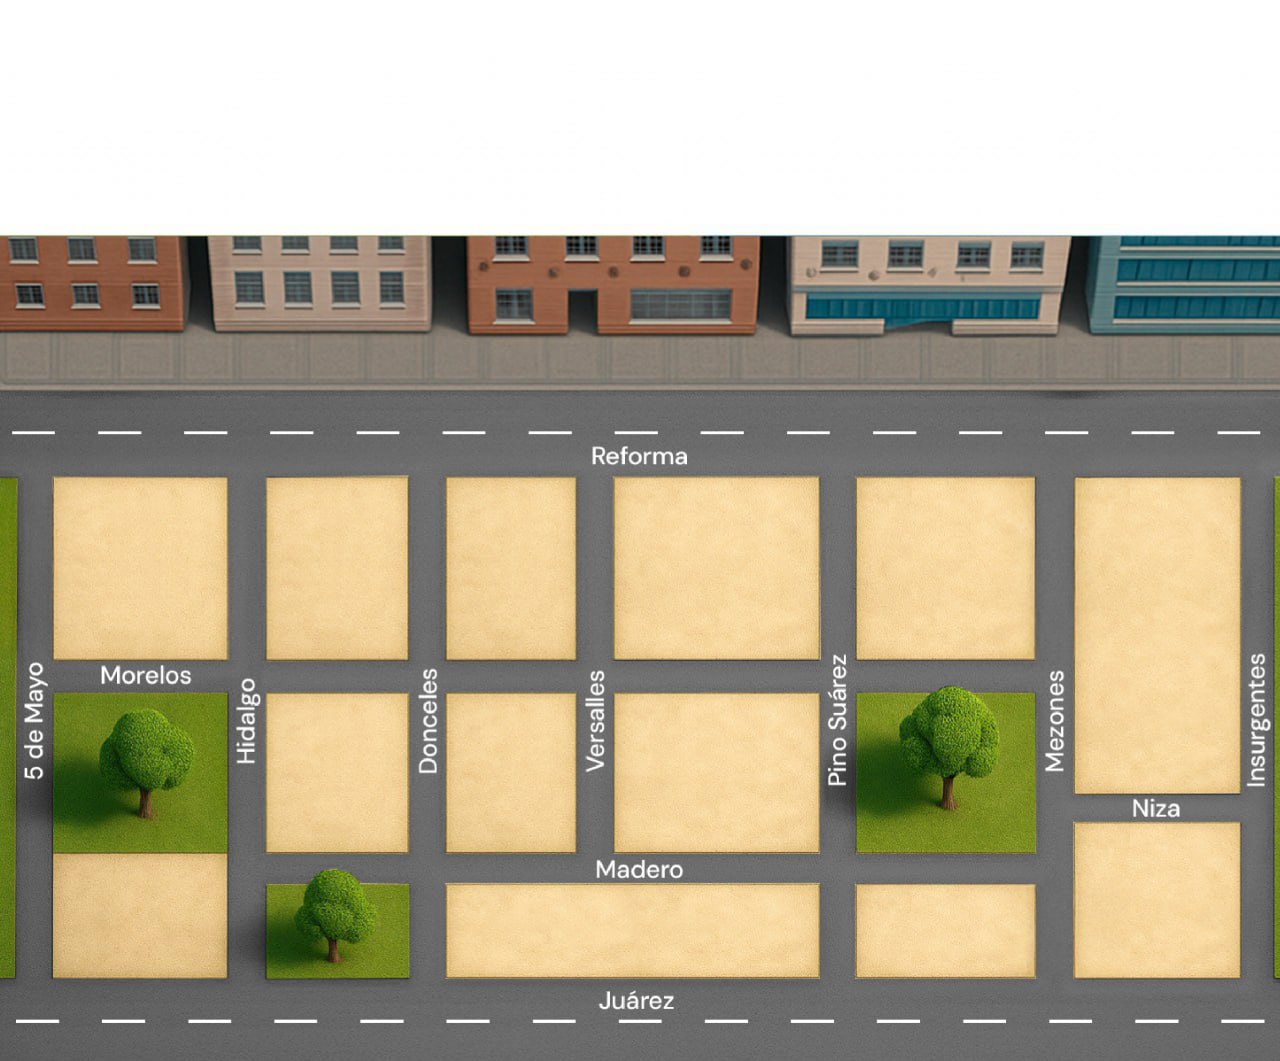 Reforma
Morelos
5 de Mayo
Hidalgo
Donceles
Versalles
Pino Suárez
Mezones
Insurgentes
Niza
Madero
Juárez